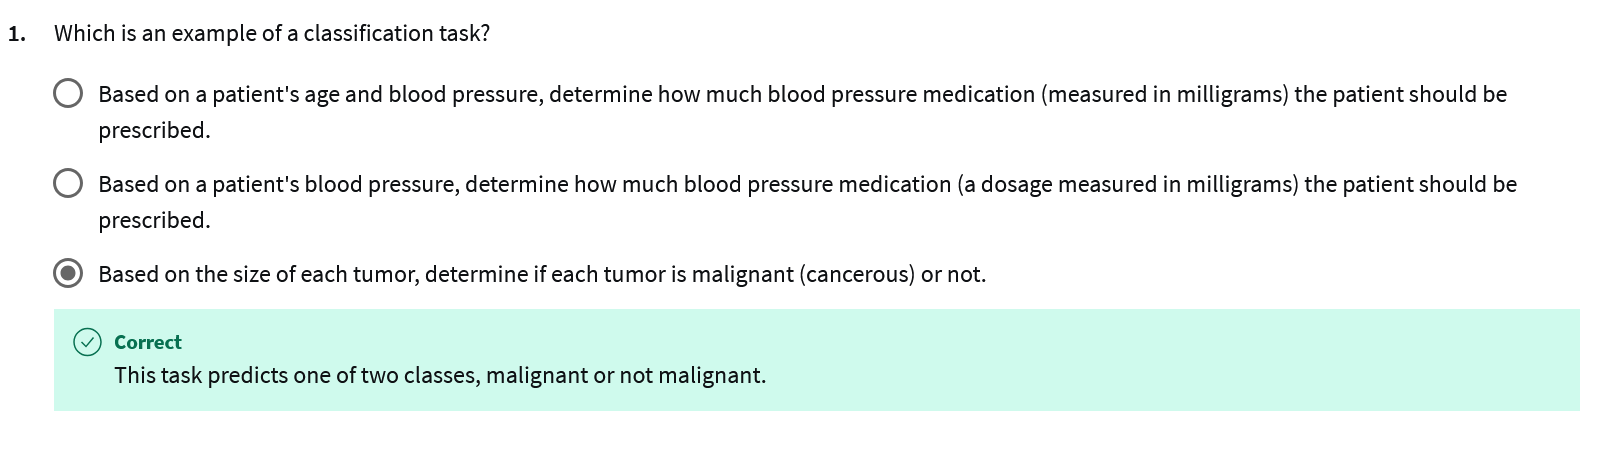 1. Which is an example of a classification task?
Based on a patient's age and blood pressure, determine how much blood pressure medication (measured in milligrams) the patient should be
prescribed.
Based on a patient's blood pressure, determine how much blood pressure medication (a dosage measured in milligrams) the patient should be
prescribed.
Based on the size of each tumor, determine if each tumor is malignant (cancerous) or not.
Correct
This task predicts one of two classes, malignant or not malignant.